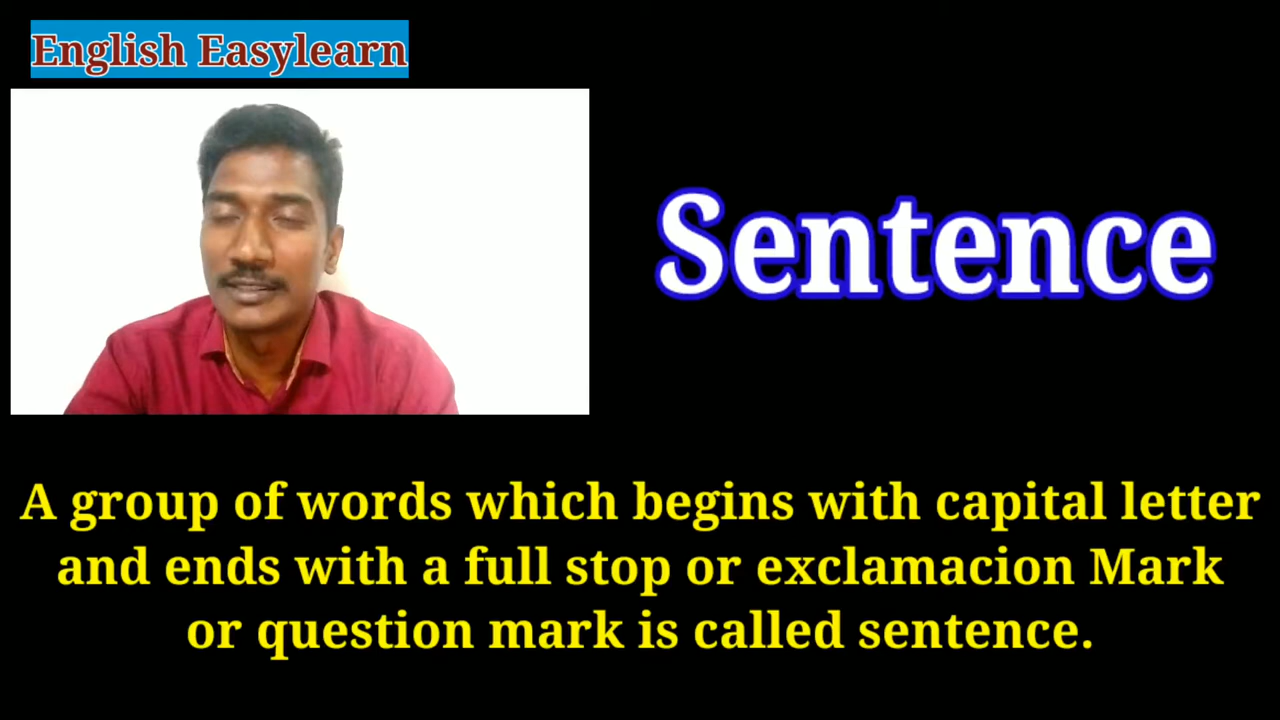 English Easylearn
Sentence
A group of words which begins with capital letter
and ends with a full stop or exclamacion Mark
or question mark is called sentence.